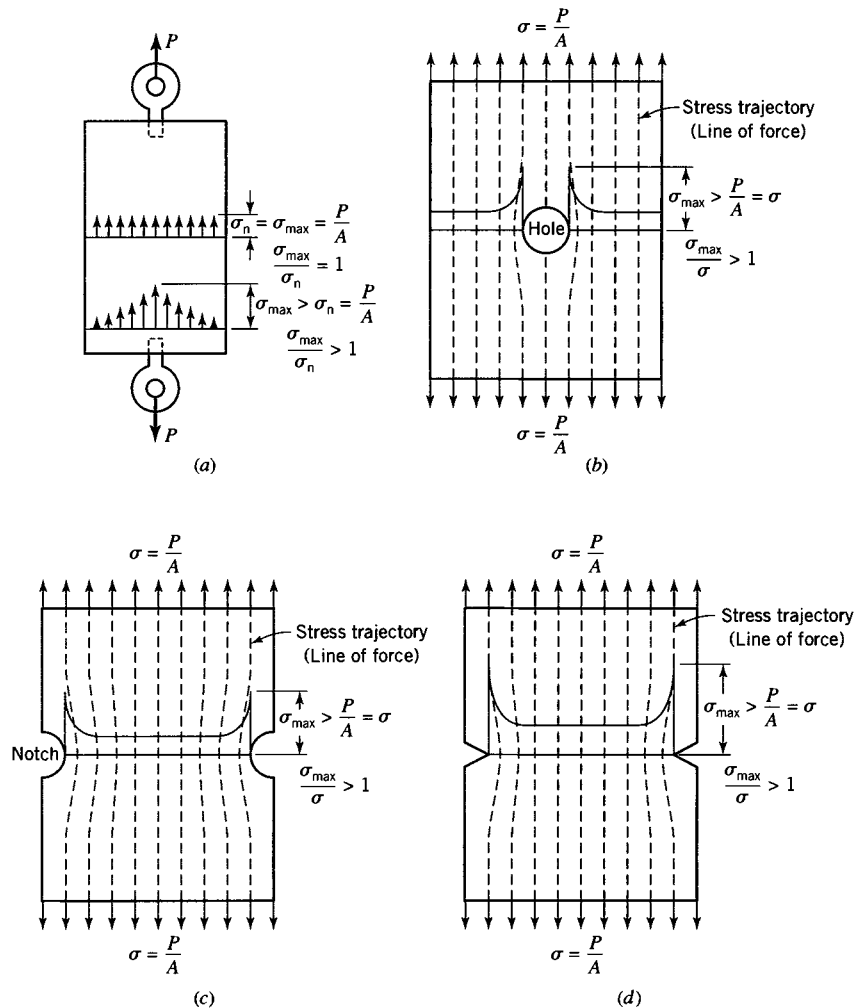 P
σn = σmax = P/A
σmax/σn = 1
σmax > σn = P/A
σmax/σn > 1
P
(a)
σ = P/A
Stress trajectory
(Line of force)
σmax > P/A = σ
Hole
σmax/σ > 1
σ = P/A
(b)
σ = P/A
Stress trajectory
(Line of force)
σmax > P/A = σ
Notch
σmax/σ > 1
σ = P/A
(c)
σ = P/A
Stress trajectory
(Line of force)
σmax > P/A = σ
σmax/σ > 1
σ = P/A
(d)